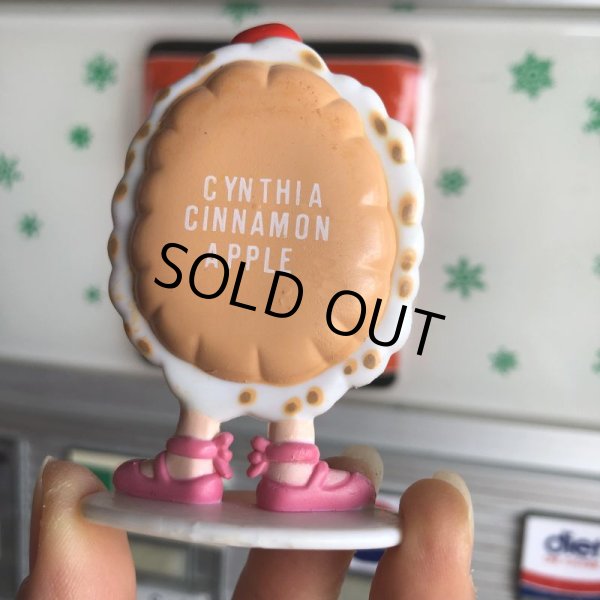 CYNTHIA
CINNAMON
APPLE
SOLD OUT
diet